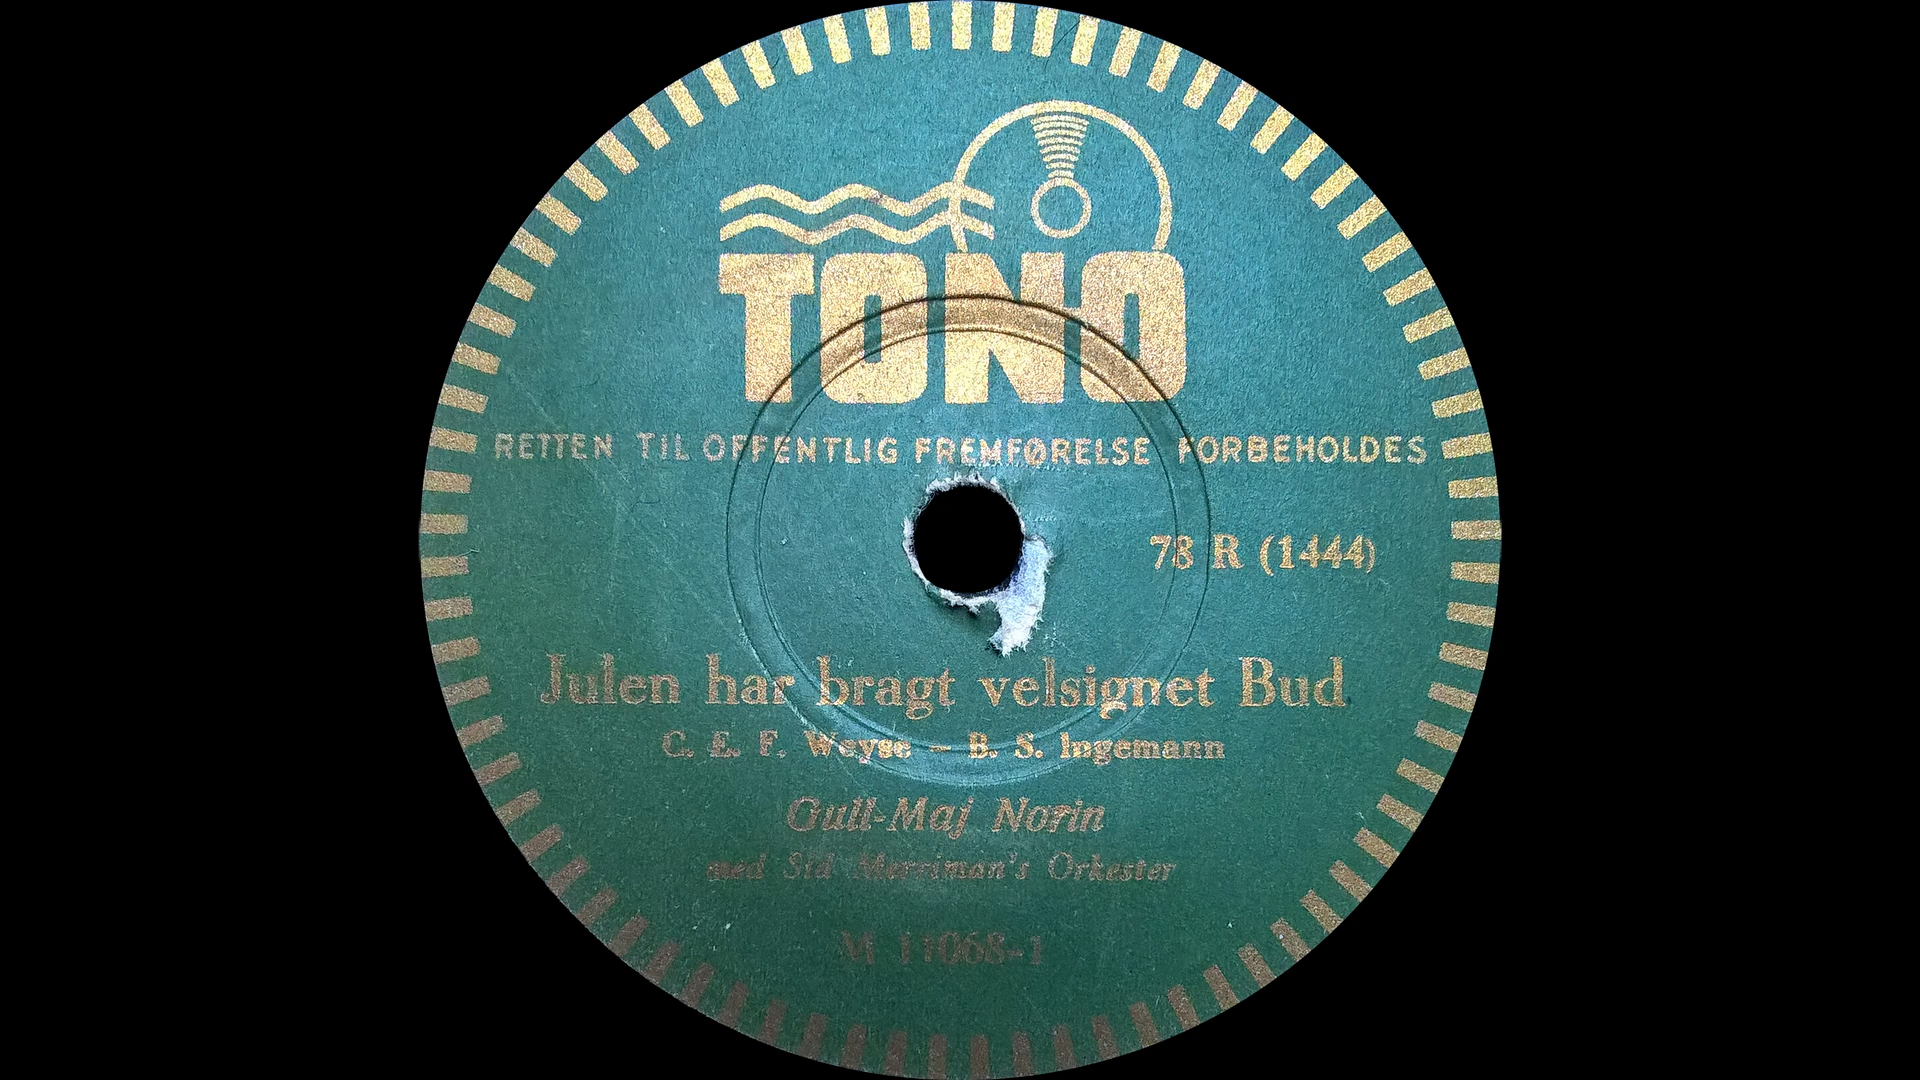 TONO
RETTEN TIL OFFENTLIG FREMFØRELSE FORBEHOLDES
78 R (1444)
Julen har bragt velsignet Bud
C. E. F. Weyse - B. S. Ingemann
Gull-Maj Norin
med Sid Merriman's Orkester
M 11068-1